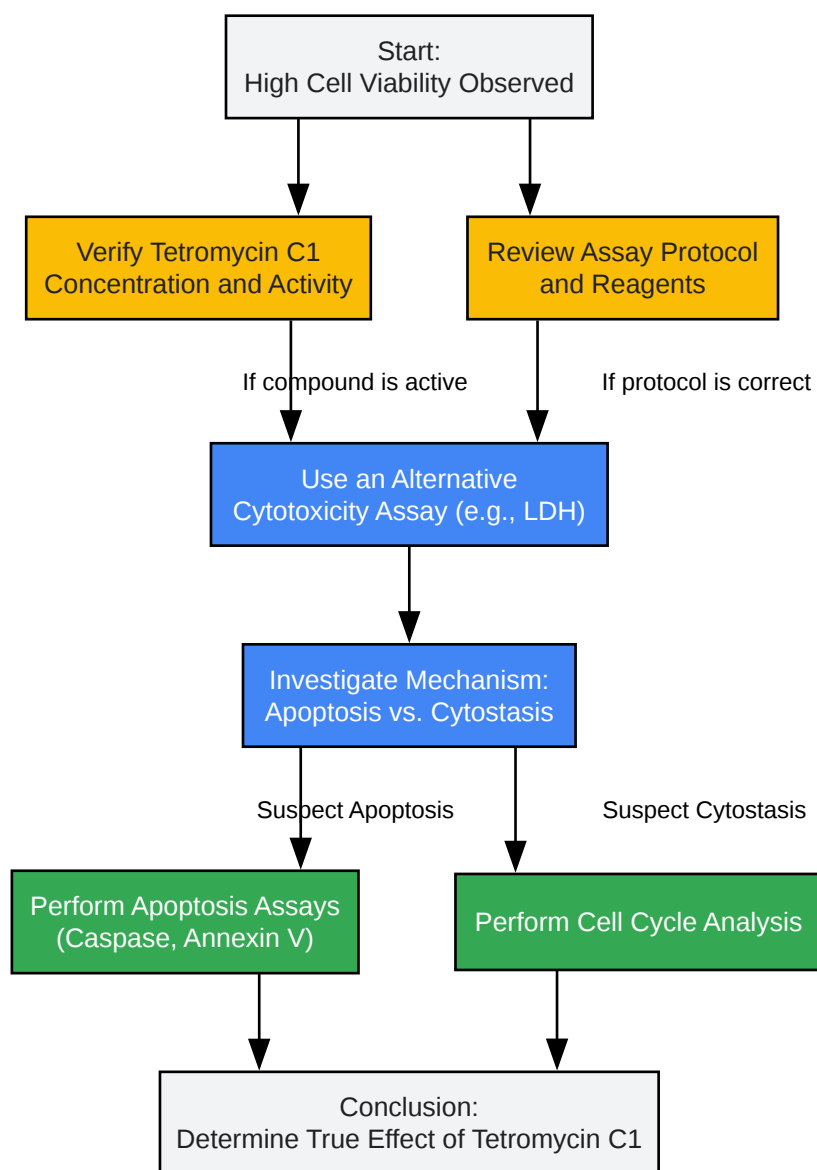 Start:
High Cell Viability Observed
Verify Tetromycin C1
Concentration and Activity
Review Assay Protocol
and Reagents
If compound is active
If protocol is correct
Use an Alternative
Cytotoxicity Assay (e.g., LDH)
Investigate Mechanism:
Apoptosis vs. Cytostasis
Suspect Apoptosis
Suspect Cytostasis
Perform Apoptosis Assays
(Caspase, Annexin V)
Perform Cell Cycle Analysis
Conclusion:
Determine True Effect of Tetromycin C1